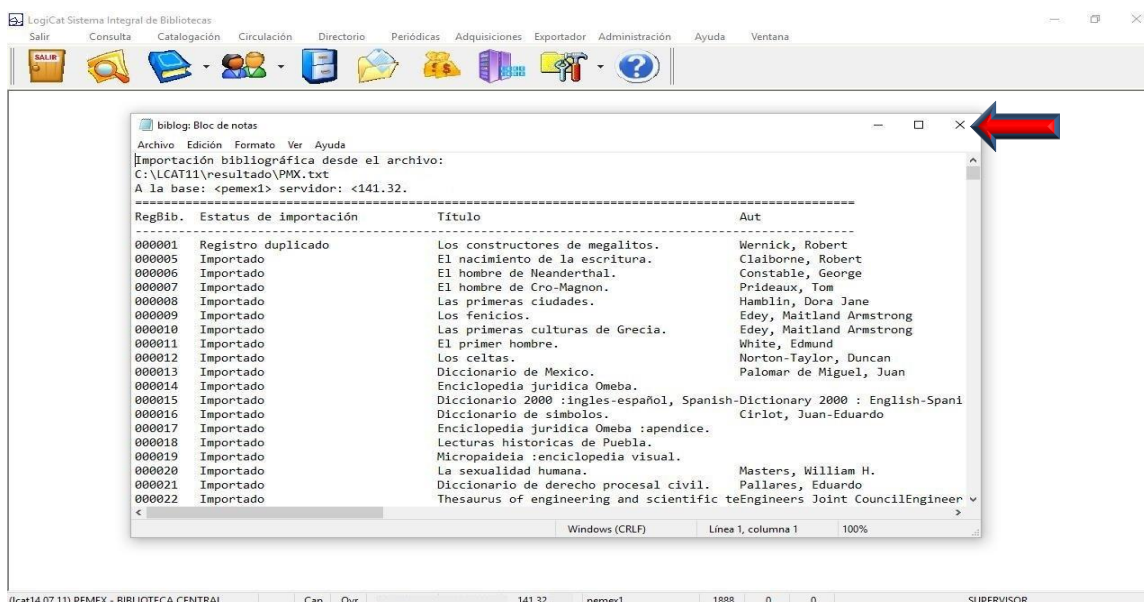 LogiCat Sistema Integral de Bibliotecas
Salir Consulta Catalogación Circulación Directorio Periódicas Adquisiciones Exportador Administración Ayuda Ventana
SALIR
biblog: Bloc de notas
Archivo Edición Formato Ver Ayuda
Importación bibliográfica desde el archivo:
C:\LCAT11\resultado\PMX.txt
A la base: <pemex1> servidor: <141.32.
RegBib. Estatus de importación Título Aut
000001 Registro duplicado Los constructores de megalitos. Wernick, Robert
000005 Importado El nacimiento de la escritura. Claiborne, Robert
000006 Importado El hombre de Neanderthal. Constable, George
000007 Importado El hombre de Cro-Magnon. Prideaux, Tom
000008 Importado Las primeras ciudades. Hamblin, Dora Jane
000009 Importado Los fenicios. Edey, Maitland Armstrong
000010 Importado Las primeras culturas de Grecia. Edey, Maitland Armstrong
000011 Importado El primer hombre. White, Edmund
000012 Importado Los celtas. Norton-Taylor, Duncan
000013 Importado Diccionario de Mexico. Palomar de Miguel, Juan
000014 Importado Enciclopedia juridica Omeba.
000015 Importado Diccionario 2000 :ingles-español, Spanish-Dictionary 2000 : English-Spani
000016 Importado Diccionario de simbolos. Cirlot, Juan-Eduardo
000017 Importado Enciclopedia juridica Omeba :apendice.
000018 Importado Lecturas historicas de Puebla.
000019 Importado Micropaideia :enciclopedia visual.
000020 Importado La sexualidad humana. Masters, William H.
000021 Importado Diccionario de derecho procesal civil. Pallares, Eduardo
000022 Importado Thesaurus of engineering and scientific teEngineers Joint CouncilEngineer
Windows (CRLF) Línea 1, columna 1 100%
(lcat14.07.11) PEMEX - BIBLIOTECA CENTRAL Cap Ovr 141.32 pemex1 1888 0 0 SUPERVISOR